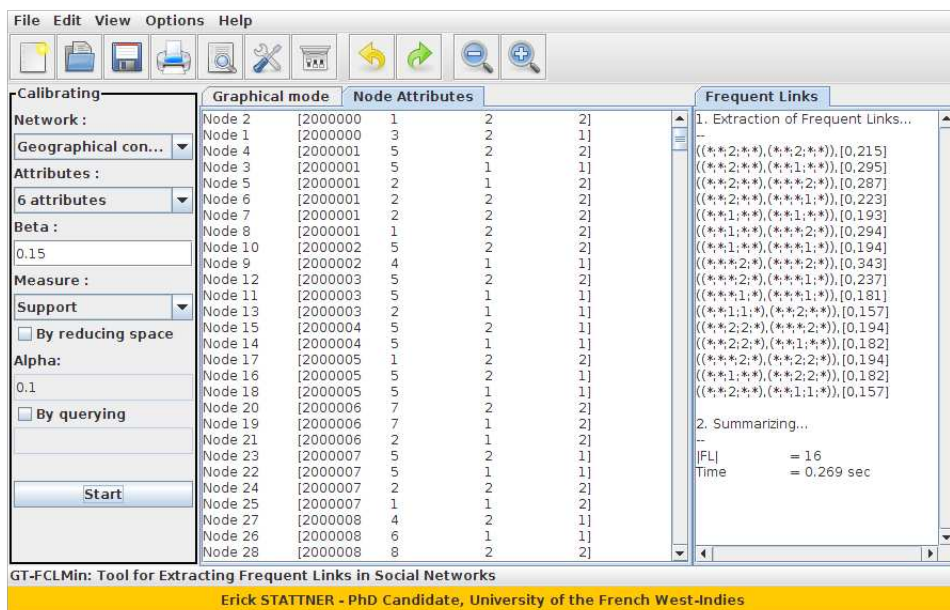 File Edit View Options Help
Calibrating
Network :
Geographical con...
Attributes :
6 attributes
Beta :
0.15
Measure :
Support
By reducing space
Alpha:
0.1
By querying
Start
Graphical mode Node Attributes
Node 2 [2000000 1 2 2]
Node 1 [2000000 3 2 1]
Node 4 [2000001 5 2 2]
Node 3 [2000001 5 1 1]
Node 5 [2000001 2 1 2]
Node 6 [2000001 2 2 2]
Node 7 [2000001 2 2 2]
Node 8 [2000001 1 2 2]
Node 10 [2000002 5 2 2]
Node 9 [2000002 4 1 1]
Node 12 [2000003 5 2 2]
Node 11 [2000003 5 1 1]
Node 13 [2000003 2 1 1]
Node 15 [2000004 5 2 1]
Node 14 [2000004 5 1 1]
Node 17 [2000005 1 2 2]
Node 16 [2000005 5 2 1]
Node 18 [2000005 5 1 1]
Node 20 [2000006 7 2 2]
Node 19 [2000006 7 1 2]
Node 21 [2000006 2 1 2]
Node 23 [2000007 5 2 1]
Node 22 [2000007 5 1 1]
Node 24 [2000007 2 2 2]
Node 25 [2000007 1 1 2]
Node 27 [2000008 4 2 1]
Node 26 [2000008 6 1 1]
Node 28 [2000008 8 2 2]
Frequent Links
1. Extraction of Frequent Links...
--
((*;*;2;*;*),(*;*;2;*;*)),[0,215]
((*;*;2;*;*),(*;*;1;*;*)),[0,295]
((*;*;2;*;*),(*;*;*;2;*)),[0,287]
((*;*;2;*;*),(*;*;*;1;*)),[0,223]
((*;*;1;*;*),(*;*;1;*;*)),[0,193]
((*;*;1;*;*),(*;*;*;2;*)),[0,294]
((*;*;1;*;*),(*;*;*;1;*)),[0,194]
((*;*;*;2;*),(*;*;*;2;*)),[0,343]
((*;*;*;2;*),(*;*;*;1;*)),[0,237]
((*;*;*;1;*),(*;*;*;1;*)),[0,181]
((*;*;1;1;*),(*;*;2;*;*)),[0,157]
((*;*;2;2;*),(*;*;*;2;*)),[0,194]
((*;*;2;2;*),(*;*;1;*;*)),[0,182]
((*;*;*;2;*),(*;*;2;2;*)),[0,194]
((*;*;1;*;*),(*;*;2;2;*)),[0,182]
((*;*;2;*;*),(*;*;1;1;*)),[0,157]
2. Summarizing...
--
|FL| = 16
Time = 0.269 sec
GT-FCLMin: Tool for Extracting Frequent Links in Social Networks
Erick STATTNER - PhD Candidate, University of the French West-Indies